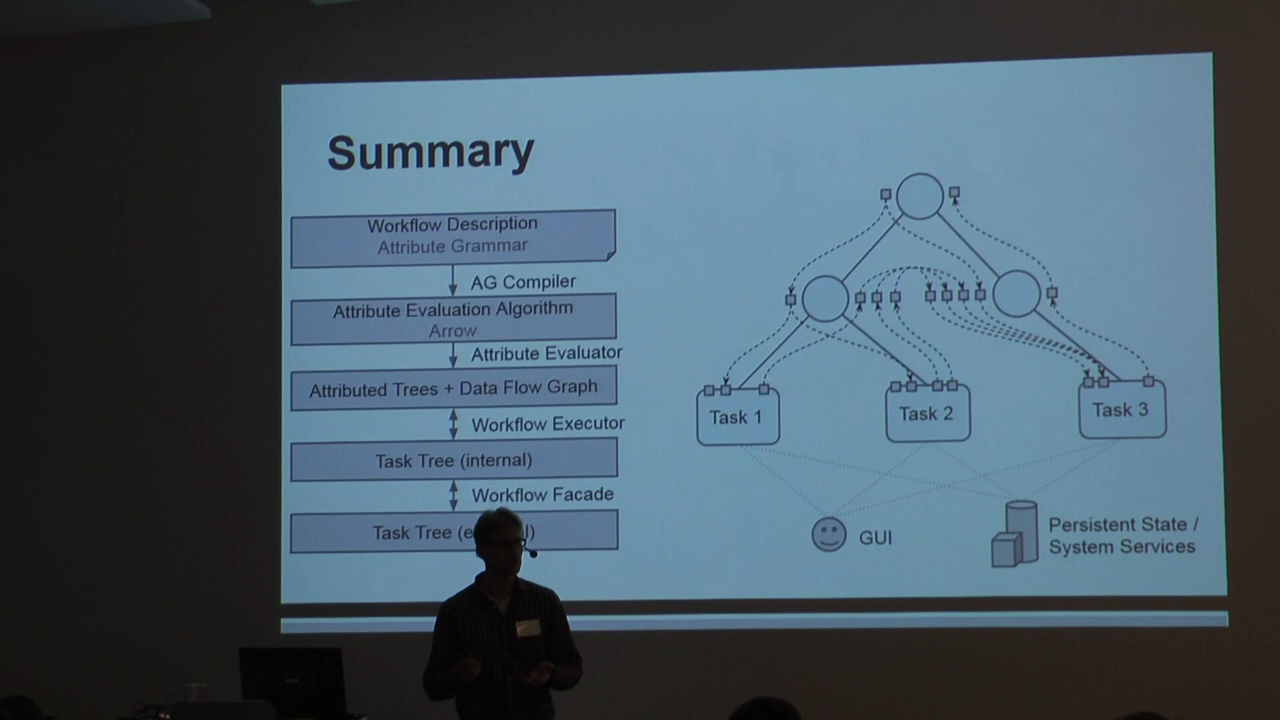 Summary
Workflow Description
Attribute Grammar
AG Compiler
Attribute Evaluation Algorithm
Arrow
Attribute Evaluator
Attributed Trees + Data Flow Graph
Workflow Executor
Task Tree (internal)
Workflow Facade
Task Tree
Task 1
Task 2
Task 3
GUI
Persistent State /
System Services